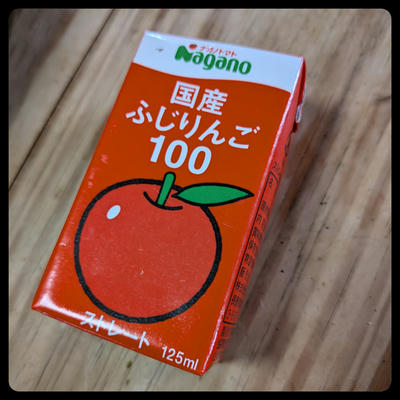 ナガノトマト
Nagano
国産
ふじりんご
100
ストレート
125ml